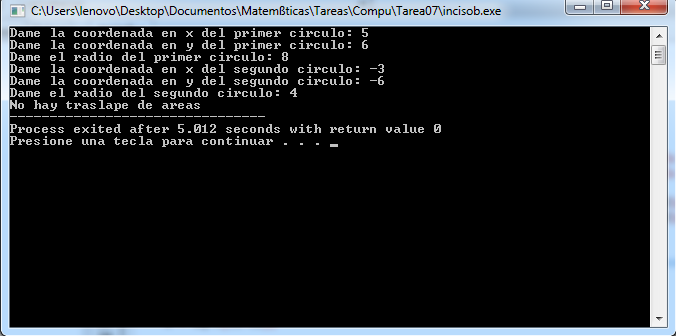 C:\Users\lenovo\Desktop\Documentos\Matemßticas\Tareas\Compu\Tarea07\incisob.exe
Dame la coordenada en x del primer circulo: 5
Dame la coordenada en y del primer circulo: 6
Dame el radio del primer circulo: 8
Dame la coordenada en x del segundo circulo: -3
Dame la coordenada en y del segundo circulo: -6
Dame el radio del segundo circulo: 4
No hay traslape de areas
--------------------------------
Process exited after 5.012 seconds with return value 0
Presione una tecla para continuar . . . _